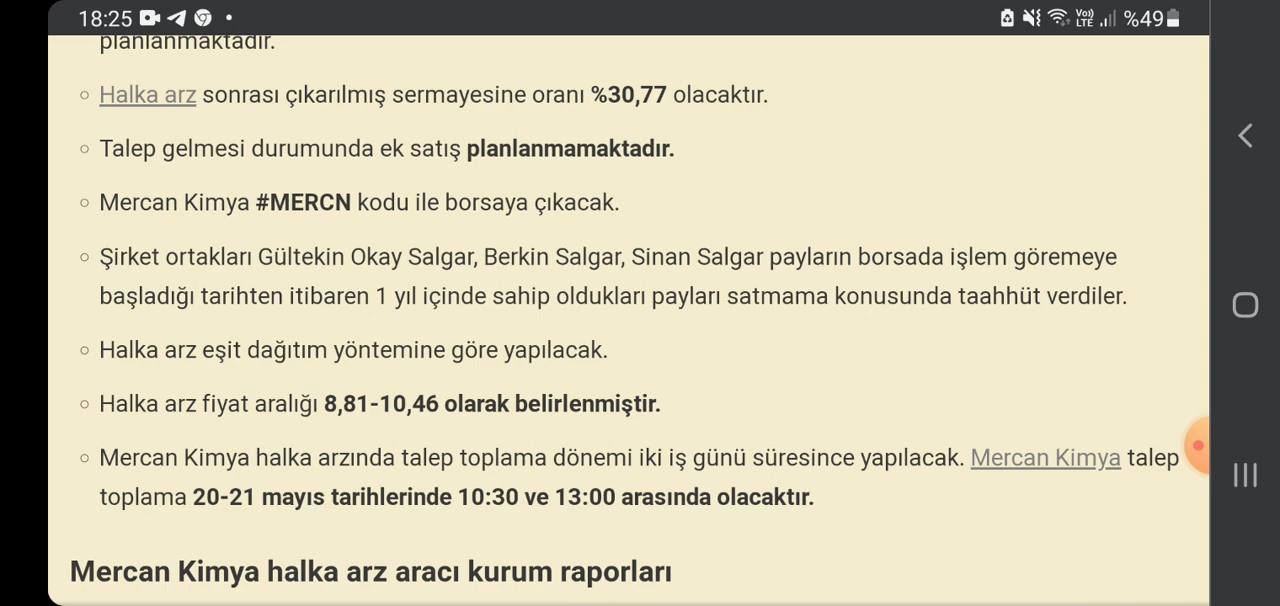 18:25
Vo)) LTE
%49
planlanmaktadır.
Halka arz sonrası çıkarılmış sermayesine oranı %30,77 olacaktır.
Talep gelmesi durumunda ek satış planlanmamaktadır.
Mercan Kimya #MERCN kodu ile borsaya çıkacak.
Şirket ortakları Gültekin Okay Salgar, Berkin Salgar, Sinan Salgar payların borsada işlem göremeye
başladığı tarihten itibaren 1 yıl içinde sahip oldukları payları satmama konusunda taahhüt verdiler.
Halka arz eşit dağıtım yöntemine göre yapılacak.
Halka arz fiyat aralığı 8,81-10,46 olarak belirlenmiştir.
Mercan Kimya halka arzında talep toplama dönemi iki iş günü süresince yapılacak. Mercan Kimya talep
toplama 20-21 mayıs tarihlerinde 10:30 ve 13:00 arasında olacaktır.
Mercan Kimya halka arz aracı kurum raporları